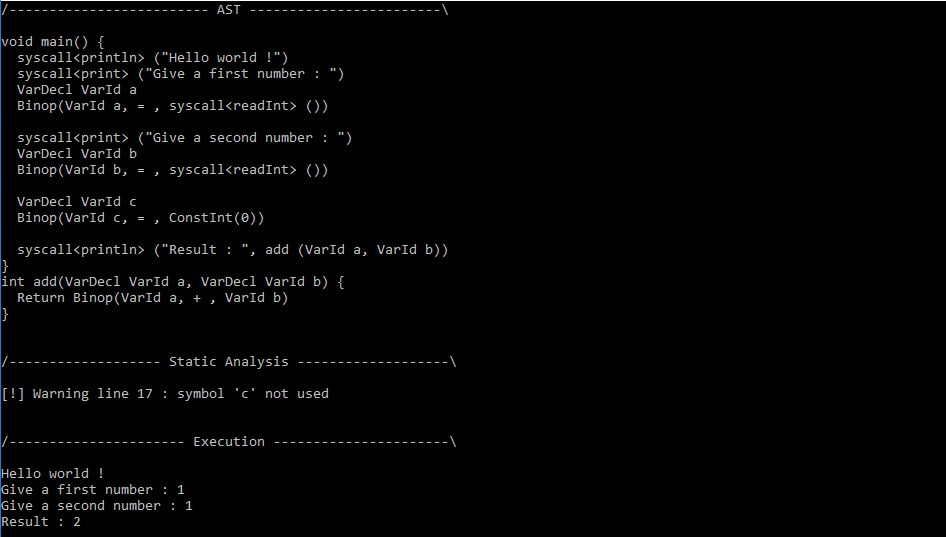 /------------------------- AST ------------------------\
void main() {
  syscall<println> ("Hello world !")
  syscall<print> ("Give a first number : ")
  VarDecl VarId a
  Binop(VarId a, = , syscall<readInt> ())
  syscall<print> ("Give a second number : ")
  VarDecl VarId b
  Binop(VarId b, = , syscall<readInt> ())
  VarDecl VarId c
  Binop(VarId c, = , ConstInt(0))
  syscall<println> ("Result : ", add (VarId a, VarId b))
}
int add(VarDecl VarId a, VarDecl VarId b) {
  Return Binop(VarId a, + , VarId b)
}
/------------------- Static Analysis -------------------\
[!] Warning line 17 : symbol 'c' not used
/---------------------- Execution ----------------------\
Hello world !
Give a first number : 1
Give a second number : 1
Result : 2